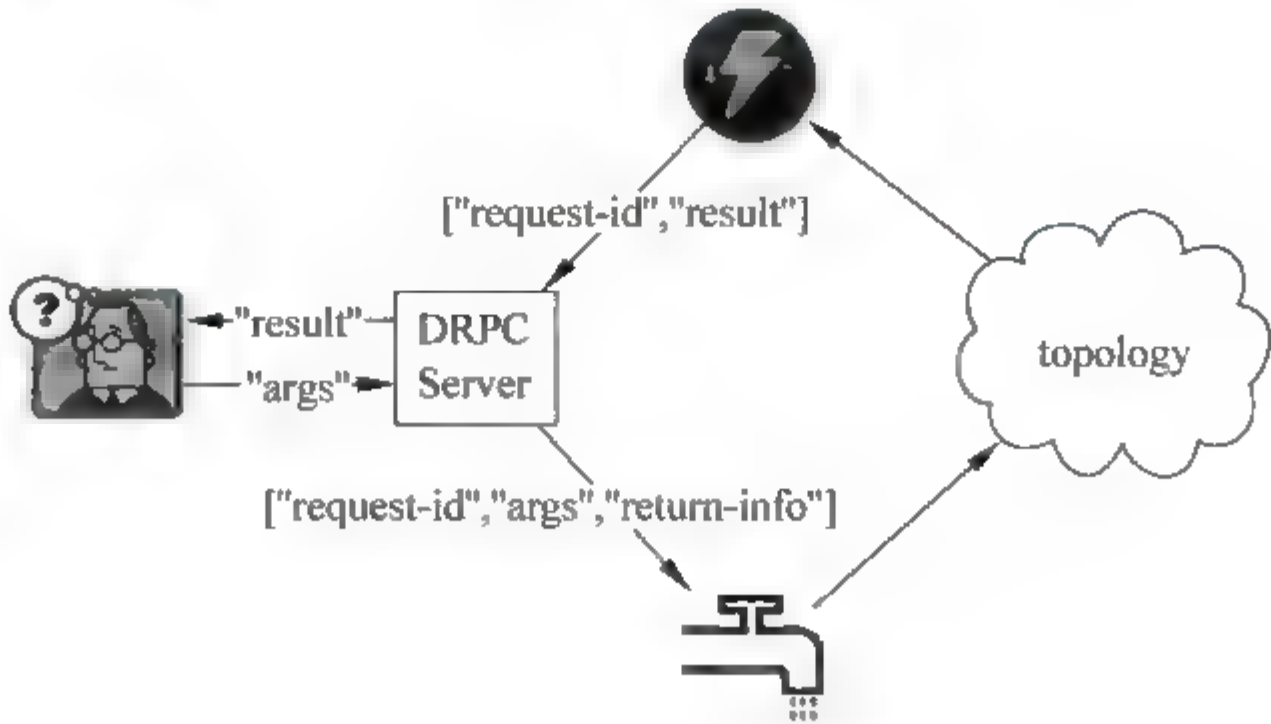 ["request-id","result"]
?
"result"
DRPC
Server
"args"
topology
["request-id","args","return-info"]